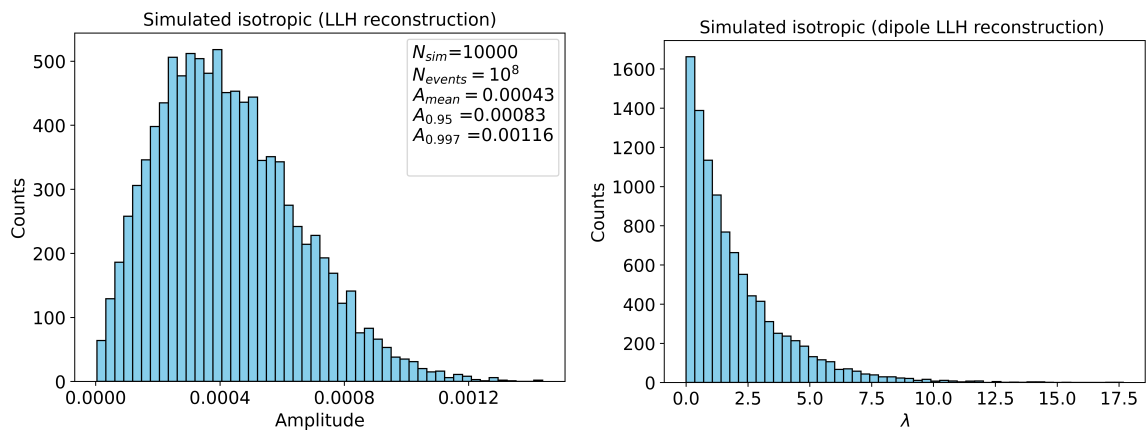 Simulated isotropic (LLH reconstruction)
Counts
500
400
300
200
100
0
N_sim=10000
N_events = 10^8
A_mean = 0.00043
A_0.95 =0.00083
A_0.997 =0.00116
0.0000 0.0004 0.0008 0.0012
Amplitude
Simulated isotropic (dipole LLH reconstruction)
Counts
1600
1400
1200
1000
800
600
400
200
0
0.0 2.5 5.0 7.5 10.0 12.5 15.0 17.5
λ